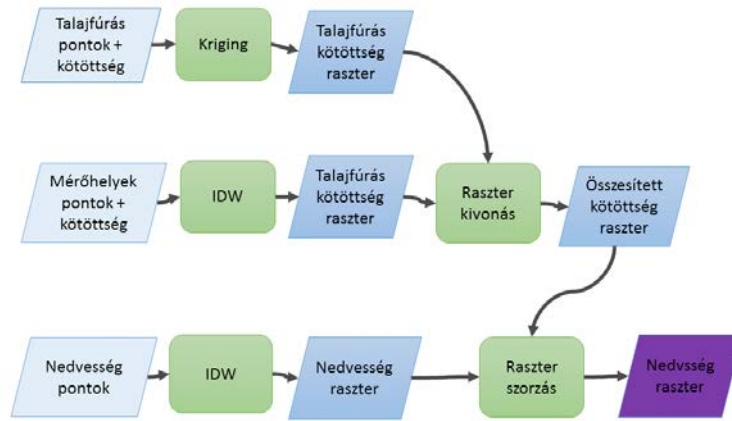 Talajfúrás
pontok +
kötöttség
Kriging
Talajfúrás
kötöttség
raszter
Mérőhelyek
pontok +
kötöttség
IDW
Talajfúrás
kötöttség
raszter
Raszter
kivonás
Összesített
kötöttség
raszter
Nedvesség
pontok
IDW
Nedvesség
raszter
Raszter
szorzás
Nedvsség
raszter